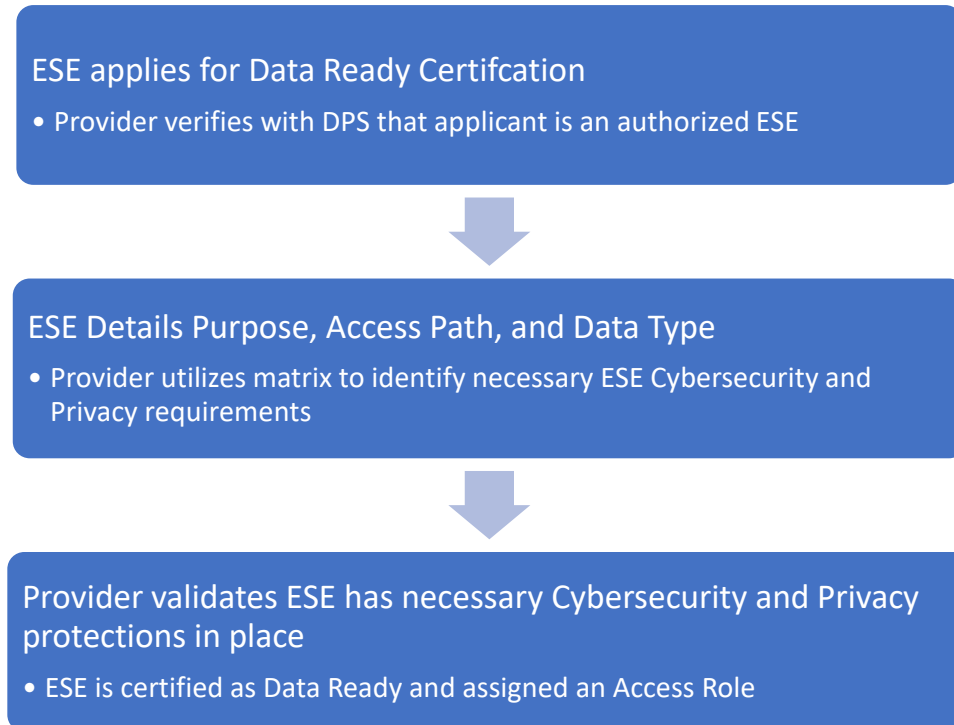 ESE applies for Data Ready Certifcation
• Provider verifies with DPS that applicant is an authorized ESE
ESE Details Purpose, Access Path, and Data Type
• Provider utilizes matrix to identify necessary ESE Cybersecurity and
Privacy requirements
Provider validates ESE has necessary Cybersecurity and Privacy
protections in place
• ESE is certified as Data Ready and assigned an Access Role